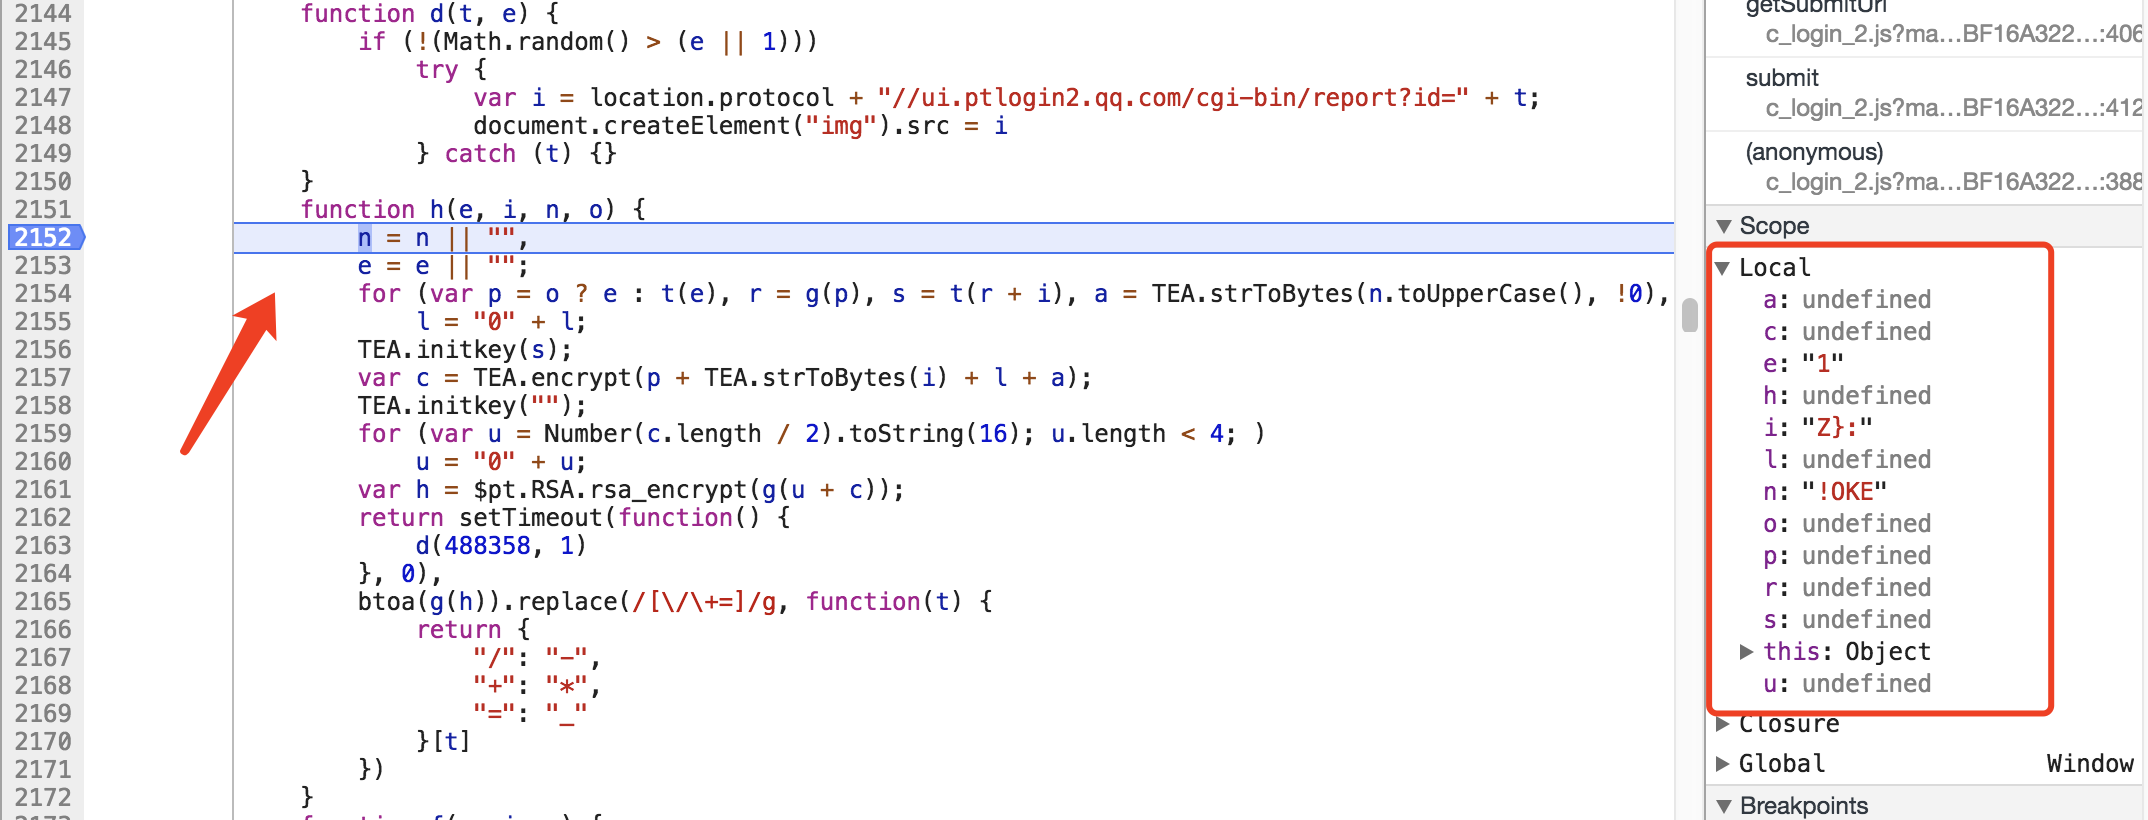 2144 function d(t, e) {
2145 if (!(Math.random() > (e || 1)))
2146 try {
2147 var i = location.protocol + "//ui.ptlogin2.qq.com/cgi-bin/report?id=" + t;
2148 document.createElement("img").src = i
2149 } catch (t) {}
2150 }
2151 function h(e, i, n, o) {
2152 n = n || "",
2153 e = e || "";
2154 for (var p = o ? e : t(e), r = g(p), s = t(r + i), a = TEA.strToBytes(n.toUpperCase(), !0),
2155 l = "0" + l;
2156 TEA.initkey(s);
2157 var c = TEA.encrypt(p + TEA.strToBytes(i) + l + a);
2158 TEA.initkey("");
2159 for (var u = Number(c.length / 2).toString(16); u.length < 4; )
2160 u = "0" + u;
2161 var h = $pt.RSA.rsa_encrypt(g(u + c));
2162 return setTimeout(function() {
2163 d(488358, 1)
2164 }, 0),
2165 btoa(g(h)).replace(/[\/\+=]/g, function(t) {
2166 return {
2167 "/": "-",
2168 "+": "*",
2169 "=": "_"
2170 }[t]
2171 })
2172 }
getSubmitUrl
c_login_2.js?ma…BF16A322…:406
submit
c_login_2.js?ma…BF16A322…:412
(anonymous)
c_login_2.js?ma…BF16A322…:388
▼ Scope
▼ Local
a: undefined
c: undefined
e: "1"
h: undefined
i: "Z}:"
l: undefined
n: "!OKE"
o: undefined
p: undefined
r: undefined
s: undefined
▶ this: Object
u: undefined
▶ Closure
▶ Global Window
▼ Breakpoints